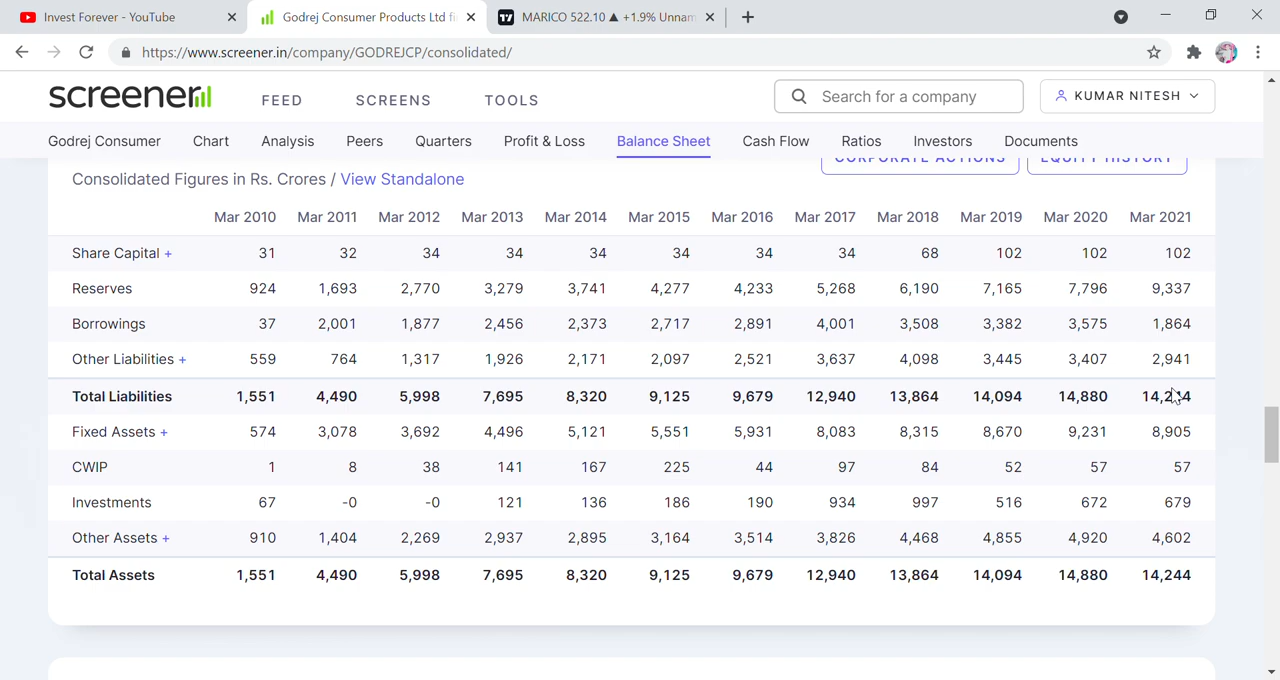 Invest Forever - YouTube
Godrej Consumer Products Ltd fi
MARICO 522.10 ▲ +1.9% Unnam
https://www.screener.in/company/GODREJCP/consolidated/
screener FEED SCREENS TOOLS Search for a company KUMAR NITESH
Godrej Consumer Chart Analysis Peers Quarters Profit & Loss Balance Sheet Cash Flow Ratios Investors Documents
CORPORATE ACTIONS EQUITY HISTORY
Consolidated Figures in Rs. Crores / View Standalone
Mar 2010 Mar 2011 Mar 2012 Mar 2013 Mar 2014 Mar 2015 Mar 2016 Mar 2017 Mar 2018 Mar 2019 Mar 2020 Mar 2021
Share Capital + 31 32 34 34 34 34 34 34 68 102 102 102
Reserves 924 1,693 2,770 3,279 3,741 4,277 4,233 5,268 6,190 7,165 7,796 9,337
Borrowings 37 2,001 1,877 2,456 2,373 2,717 2,891 4,001 3,508 3,382 3,575 1,864
Other Liabilities + 559 764 1,317 1,926 2,171 2,097 2,521 3,637 4,098 3,445 3,407 2,941
Total Liabilities 1,551 4,490 5,998 7,695 8,320 9,125 9,679 12,940 13,864 14,094 14,880 14,244
Fixed Assets + 574 3,078 3,692 4,496 5,121 5,551 5,931 8,083 8,315 8,670 9,231 8,905
CWIP 1 8 38 141 167 225 44 97 84 52 57 57
Investments 67 -0 -0 121 136 186 190 934 997 516 672 679
Other Assets + 910 1,404 2,269 2,937 2,895 3,164 3,514 3,826 4,468 4,855 4,920 4,602
Total Assets 1,551 4,490 5,998 7,695 8,320 9,125 9,679 12,940 13,864 14,094 14,880 14,244